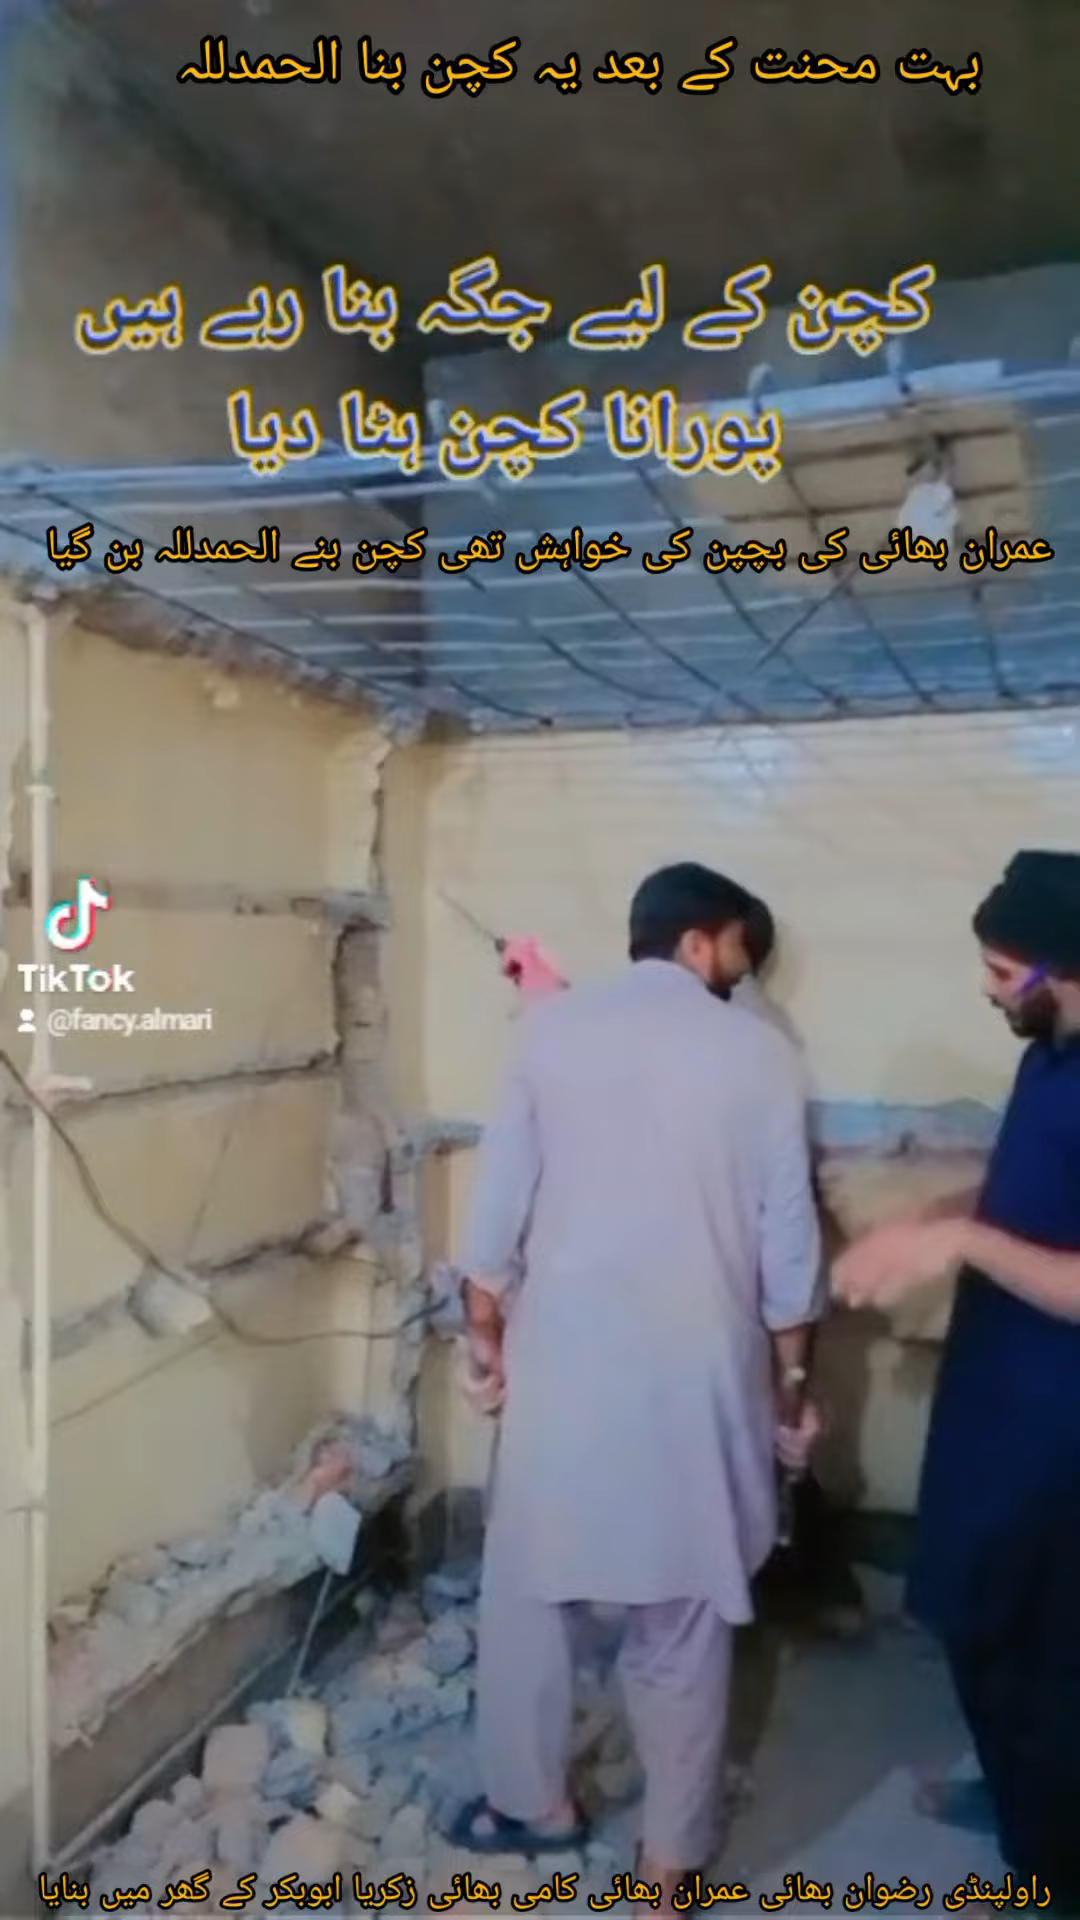 بہت محنت کے بعد یہ کچن بنا الحمدللہ
کچن کے لیے جگہ بنا رہے ہیں
پورانا کچن ہٹا دیا
عمران بھائی کی بچپن کی خواہش تھی کچن بنے الحمدللہ بن گیا
TikTok
@fancy.almari
راولپنڈی رضوان بھائی عمران بھائی کامی بھائی زکریا ابوبکر کے گھر میں بنایا